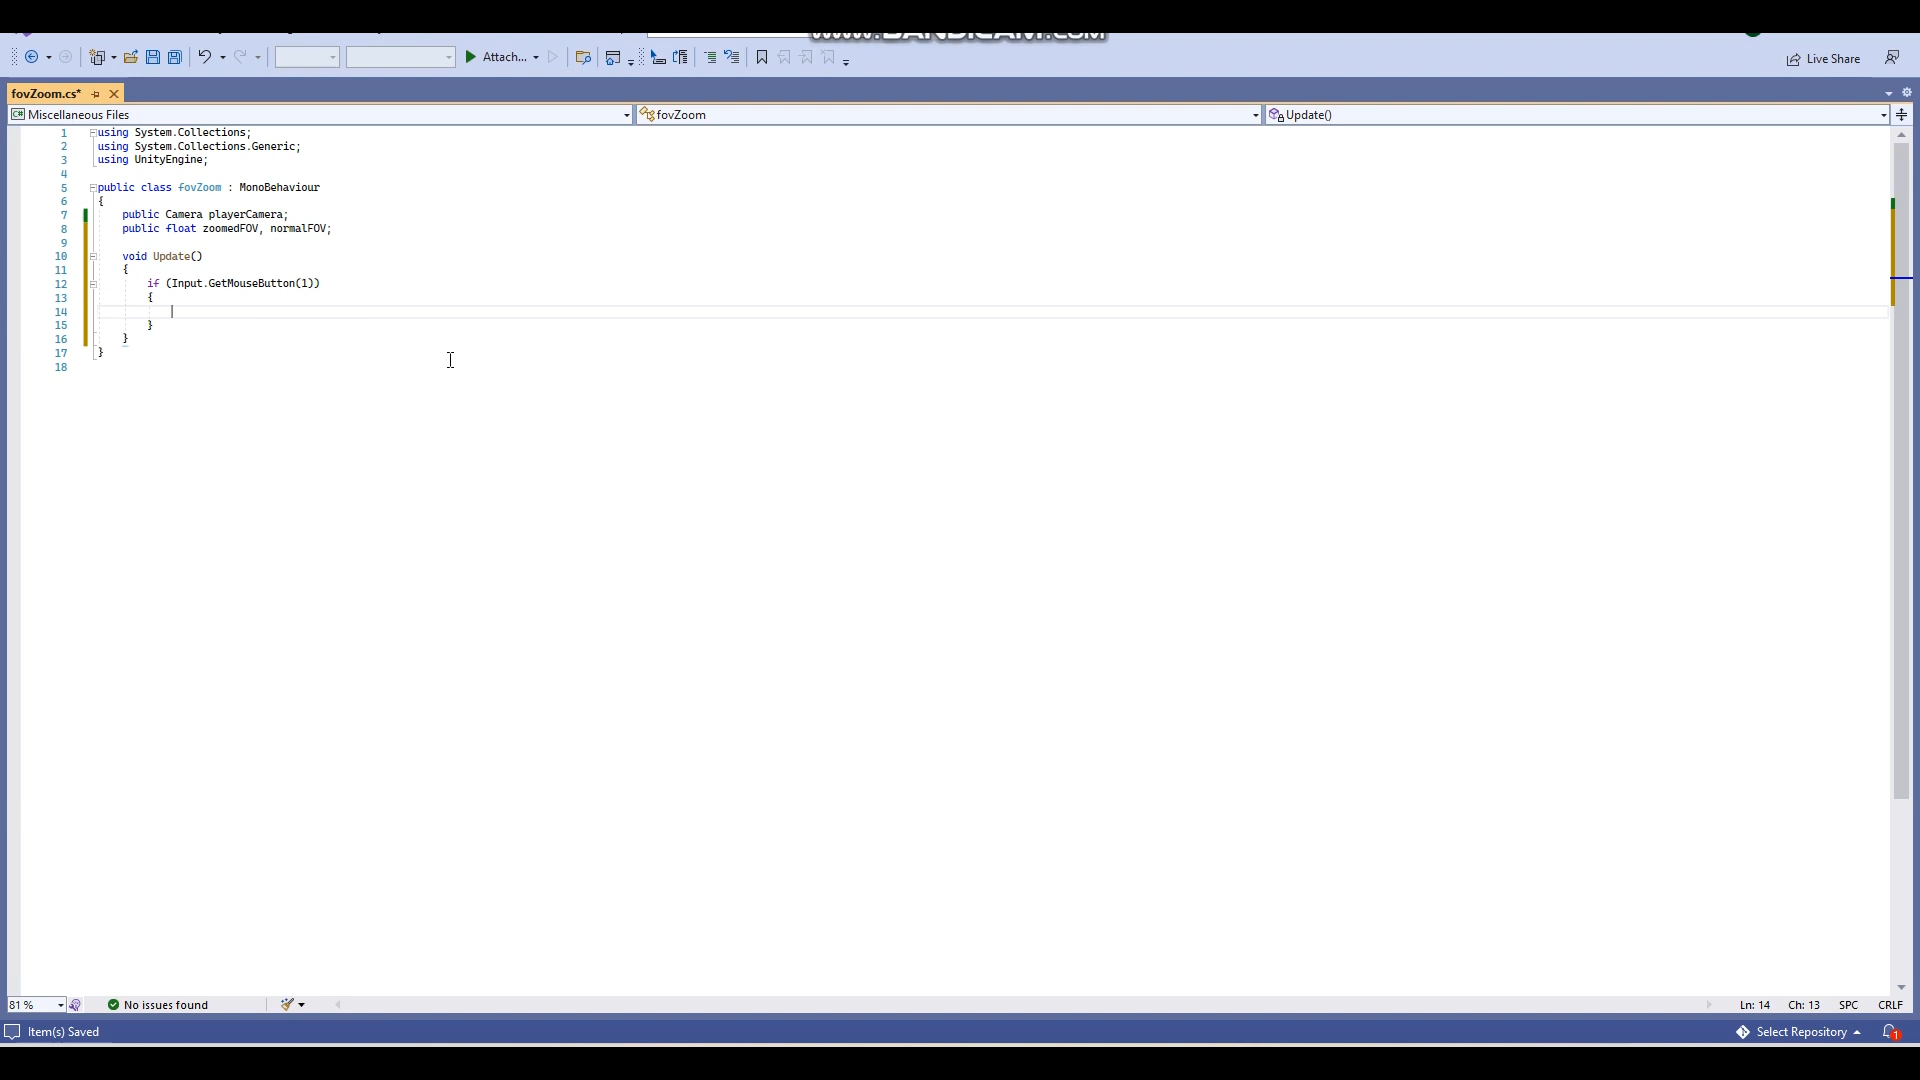 www.BANDICAM.com
Attach...
Live Share
fovZoom.cs*
C# Miscellaneous Files
fovZoom
Update()
1 using System.Collections;
2 using System.Collections.Generic;
3 using UnityEngine;
4
5 public class fovZoom : MonoBehaviour
6 {
7 public Camera playerCamera;
8 public float zoomedFOV, normalFOV;
9
10 void Update()
11 {
12 if (Input.GetMouseButton(1))
13 {
14
15 }
16 }
17 }
18
81 %
No issues found
Ln: 14 Ch: 13 SPC CRLF
Item(s) Saved
Select Repository
1